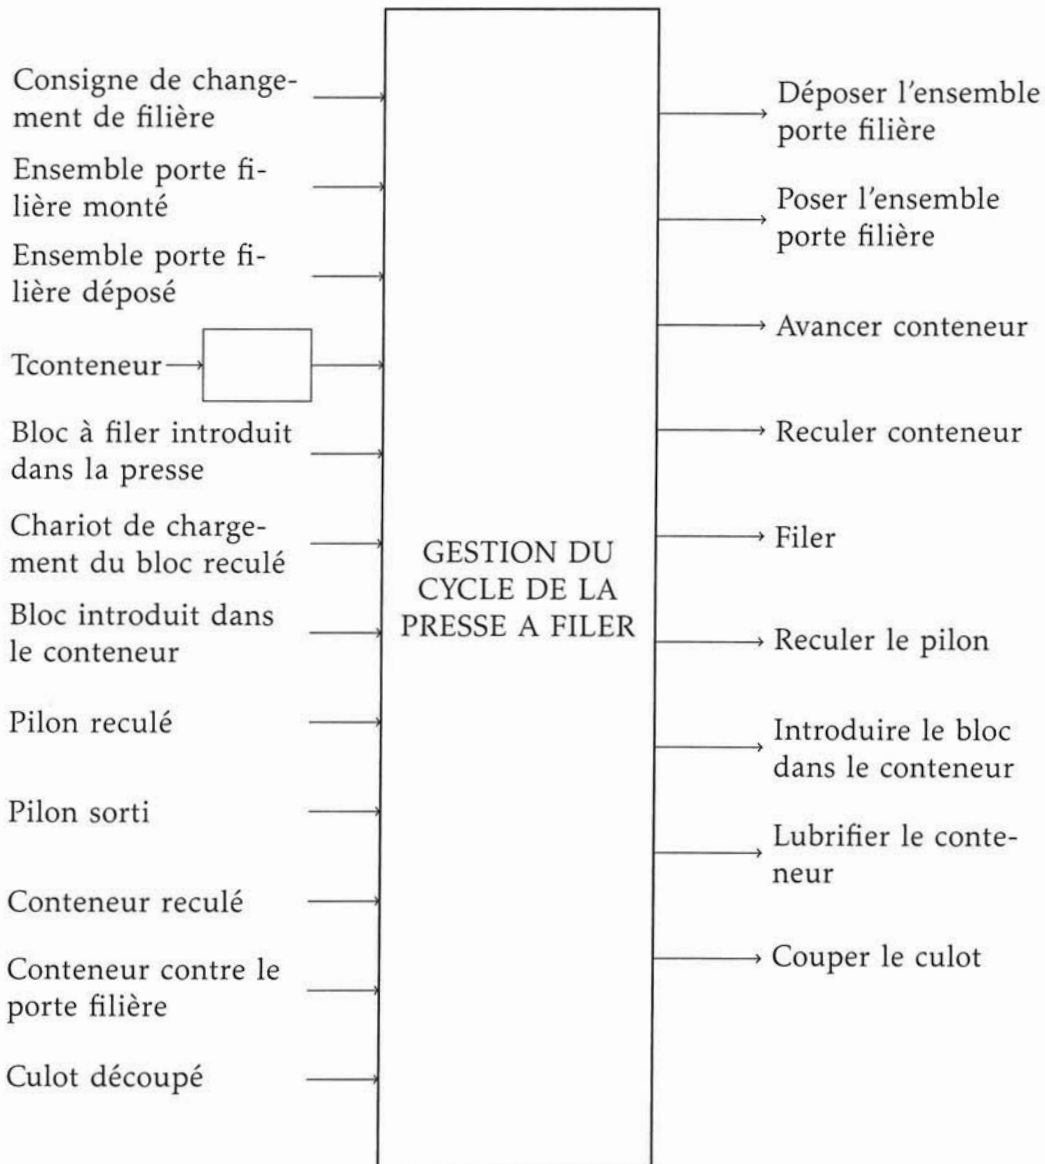 Consigne de change-
ment de filière
Ensemble porte fi-
lière monté
Ensemble porte fi-
lière déposé
Tconteneur
Bloc à filer introduit
dans la presse
Chariot de charge-
ment du bloc reculé
Bloc introduit dans
le conteneur
Pilon reculé
Pilon sorti
Conteneur reculé
Conteneur contre le
porte filière
Culot découpé
GESTION DU
CYCLE DE LA
PRESSE A FILER
Déposer l'ensemble
porte filière
Poser l'ensemble
porte filière
Avancer conteneur
Reculer conteneur
Filer
Reculer le pilon
Introduire le bloc
dans le conteneur
Lubrifier le conte-
neur
Couper le culot